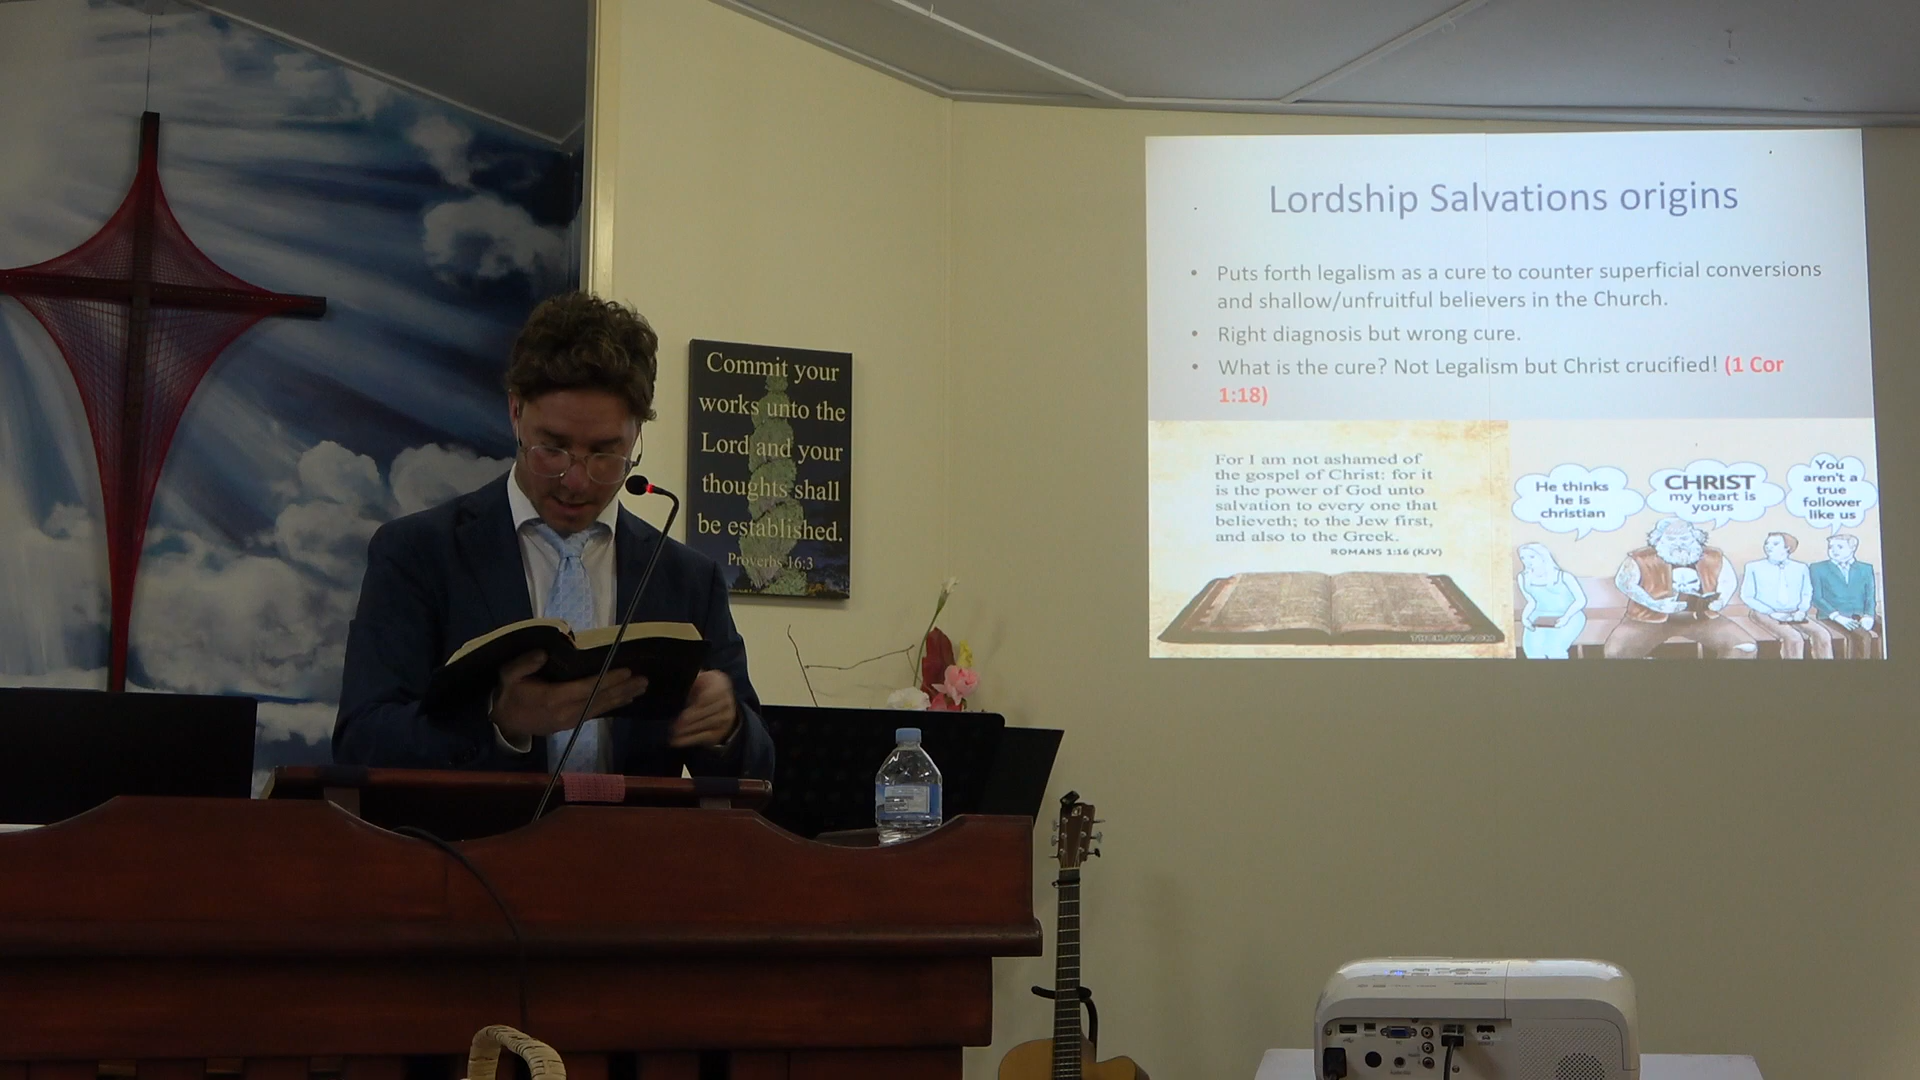 Commit your
works unto the
Lord and your
thoughts shall
be established.
Proverbs 16:3
Lordship Salvations origins
• Puts forth legalism as a cure to counter superficial conversions
and shallow/unfruitful believers in the Church.
• Right diagnosis but wrong cure.
• What is the cure? Not Legalism but Christ crucified! (1 Cor
1:18)
For I am not ashamed of
the gospel of Christ: for it
is the power of God unto
salvation to every one that
believeth; to the Jew first,
and also to the Greek.
ROMANS 1:16 (KJV)
He thinks
he is
christian
CHRIST
my heart is
yours
You
aren't a
true
follower
like us